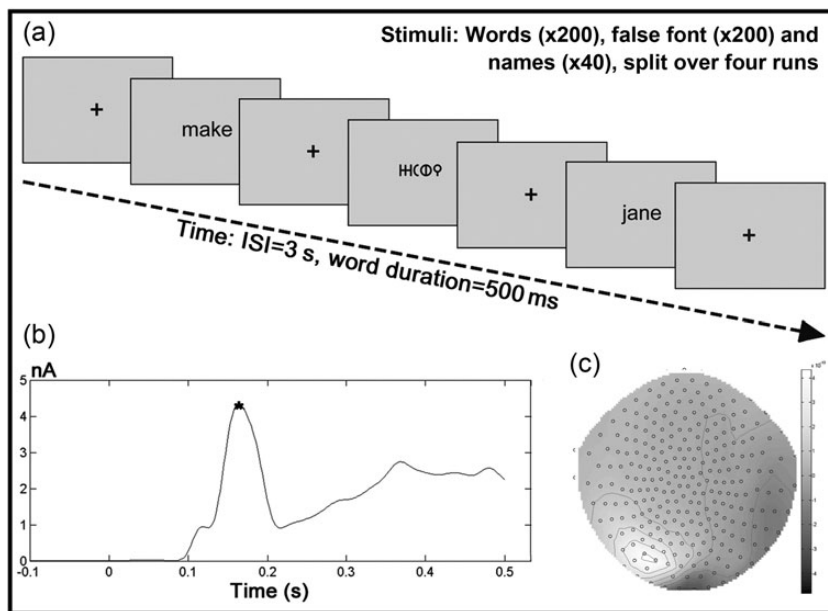 (a)
Stimuli: Words (x200), false font (x200) and
names (x40), split over four runs
+
make
+
+
jane
+
Time: ISI=3 s, word duration=500 ms
(b)
nA
5
4
3
2
1
0
-0.1
0
0.1
0.2
0.3
0.4
0.5
Time (s)
(c)